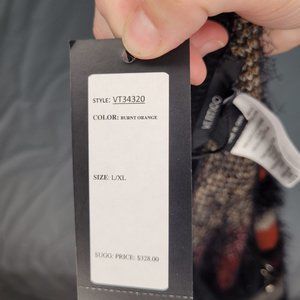 STYLE: VT34320
COLOR: BURNT ORANGE
SIZE: L/XL
SUGG. PRICE: $328.00